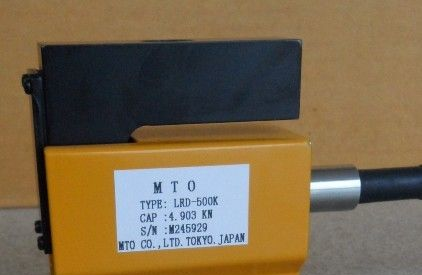 M T O
TYPE: LRD-500K
CAP :4.903 KN
S/N :M245929
MTO CO.,LTD.TOKYO.JAPAN